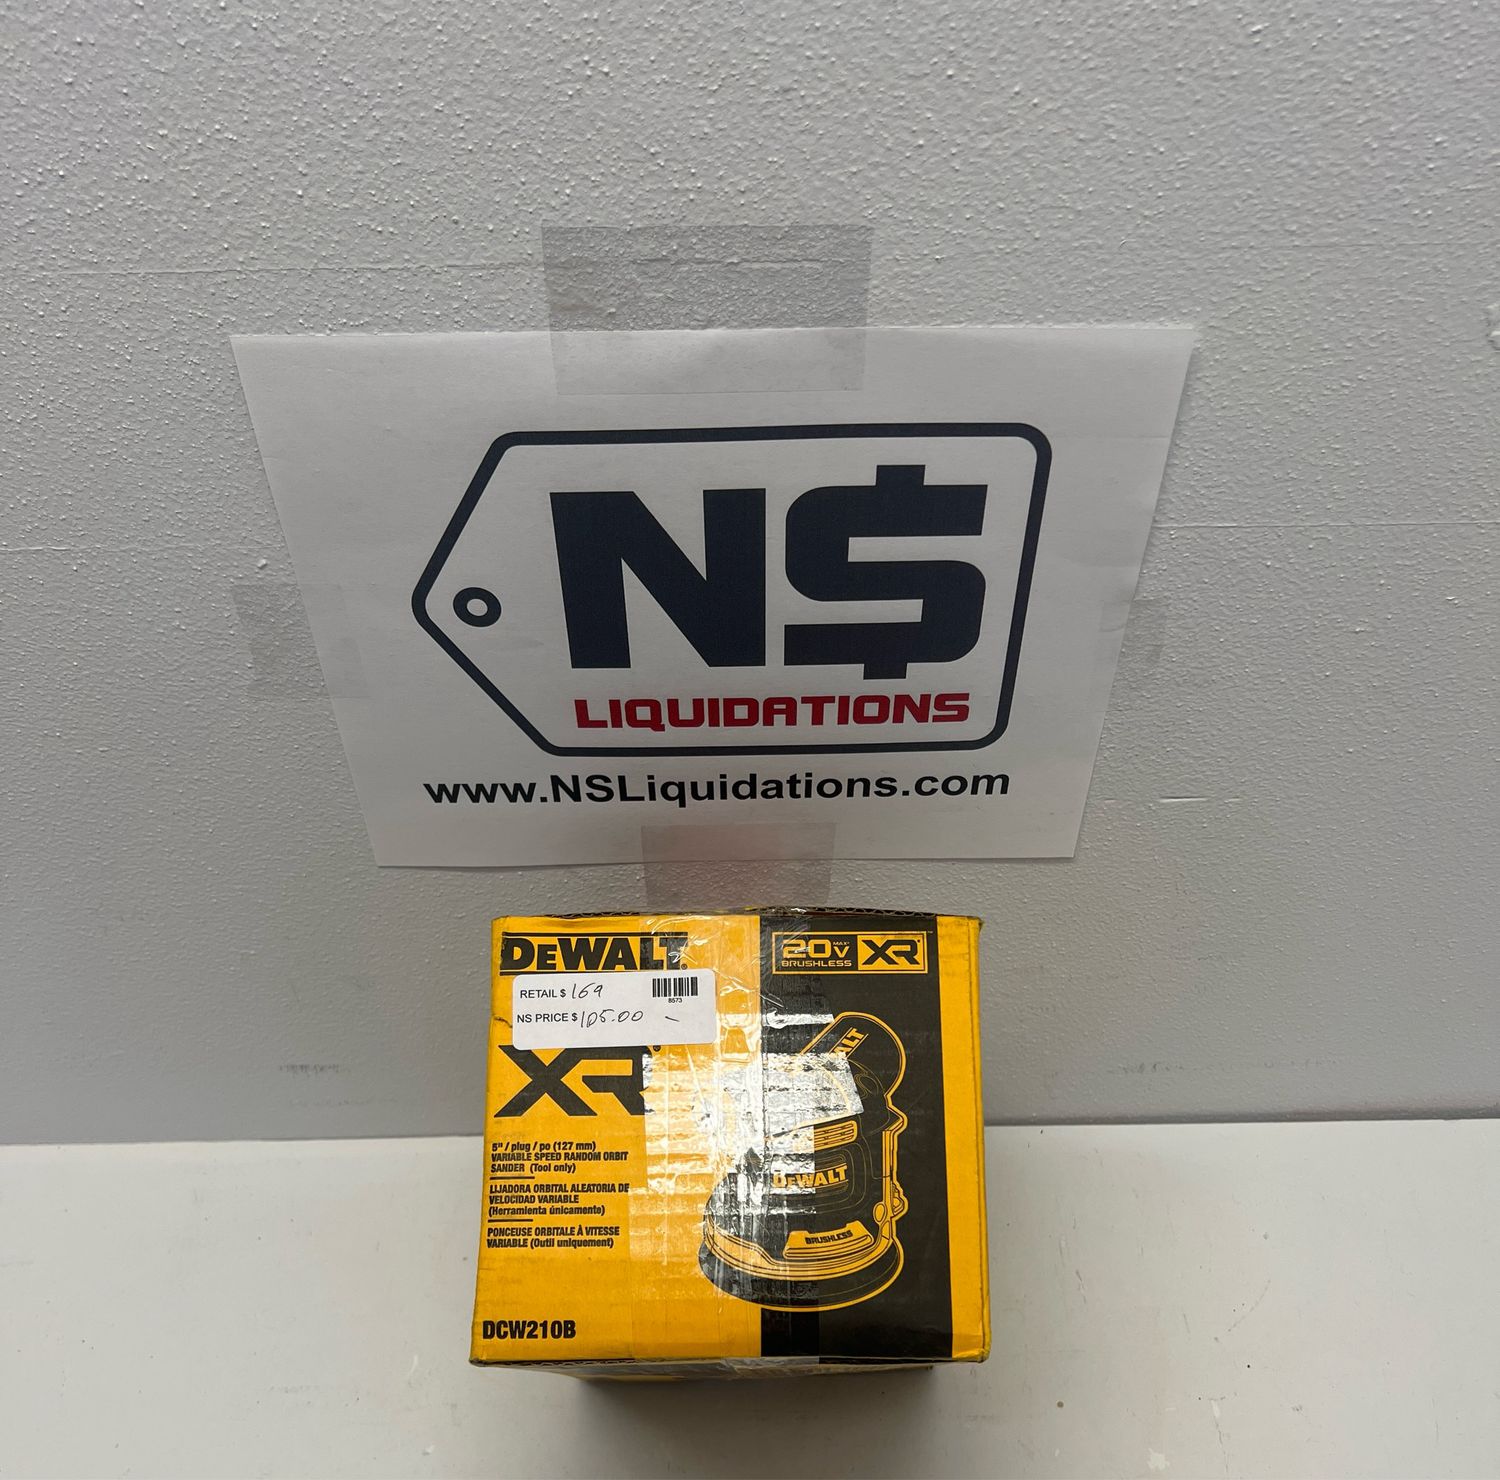 N$
LIQUIDATIONS
www.NSLiquidations.com
DEWALT
20V MAX* XR
BRUSHLESS
RETAIL $ 169
8573
NS PRICE $ 105.00
XR
5" / plug / po (127 mm)
VARIABLE SPEED RANDOM ORBIT
SANDER (Tool only)
LIJADORA ORBITAL ALEATORIA DE
VELOCIDAD VARIABLE
(Herramienta únicamente)
PONCEUSE ORBITALE À VITESSE
VARIABLE (Outil uniquement)
DEWALT
BRUSHLESS
DCW210B